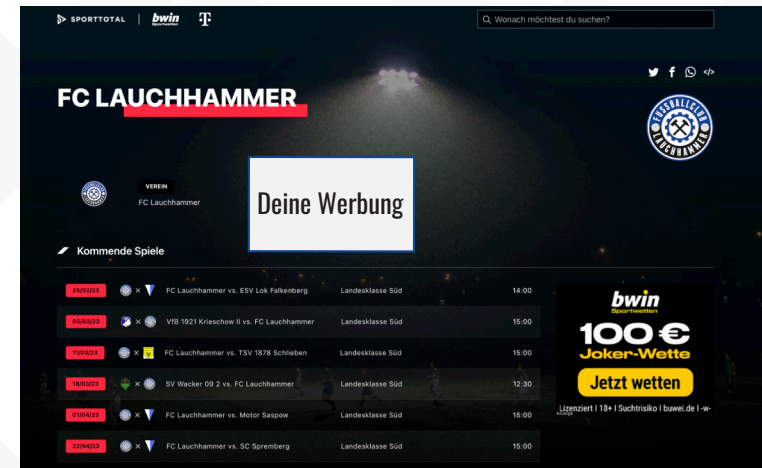 SPORTTOTAL | bwin Sportwetten T
Wonach möchtest du suchen?
FC LAUCHHAMMER
FUSSBALLCLUB LAUCHHAMMER
VEREIN
FC Lauchhammer
Deine Werbung
Kommende Spiele
25/02/23 FC Lauchhammer vs. ESV Lok Falkenberg Landesklasse Süd 14:00
05/03/23 VfB 1921 Krieschow II vs. FC Lauchhammer Landesklasse Süd 15:00
11/03/23 FC Lauchhammer vs. TSV 1878 Schlieben Landesklasse Süd 15:00
18/03/23 SV Wacker 09 2 vs. FC Lauchhammer Landesklasse Süd 12:30
01/04/23 FC Lauchhammer vs. Motor Saspow Landesklasse Süd 15:00
22/04/23 FC Lauchhammer vs. SC Spremberg Landesklasse Süd 15:00
bwin
Sportwetten
100 €
Joker-Wette
Jetzt wetten
Lizenziert I 18+ I Suchtrisiko I buwei.de I -w-
Anzeige